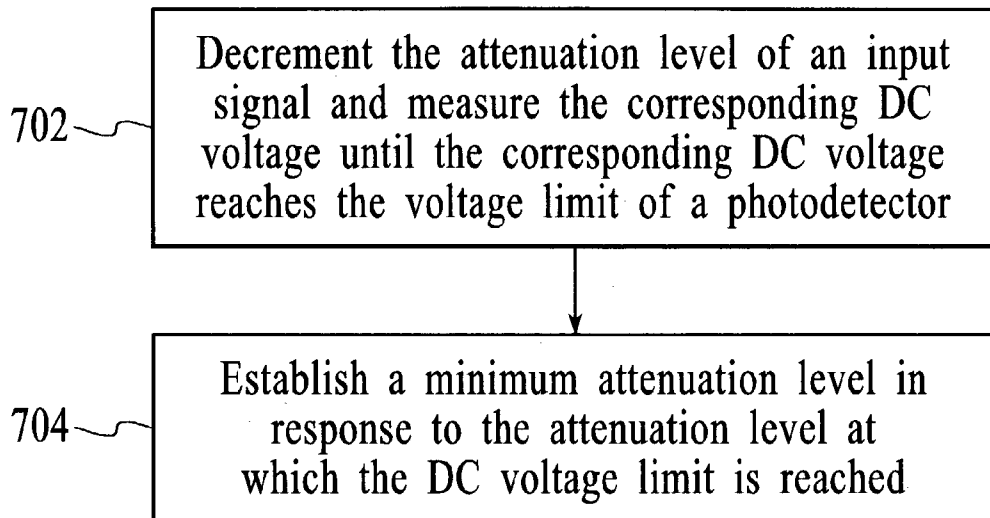 Decrement the attenuation level of an input
signal and measure the corresponding DC
voltage until the corresponding DC voltage
reaches the voltage limit of a photodetector
702
Establish a minimum attenuation level in
response to the attenuation level at
which the DC voltage limit is reached
704